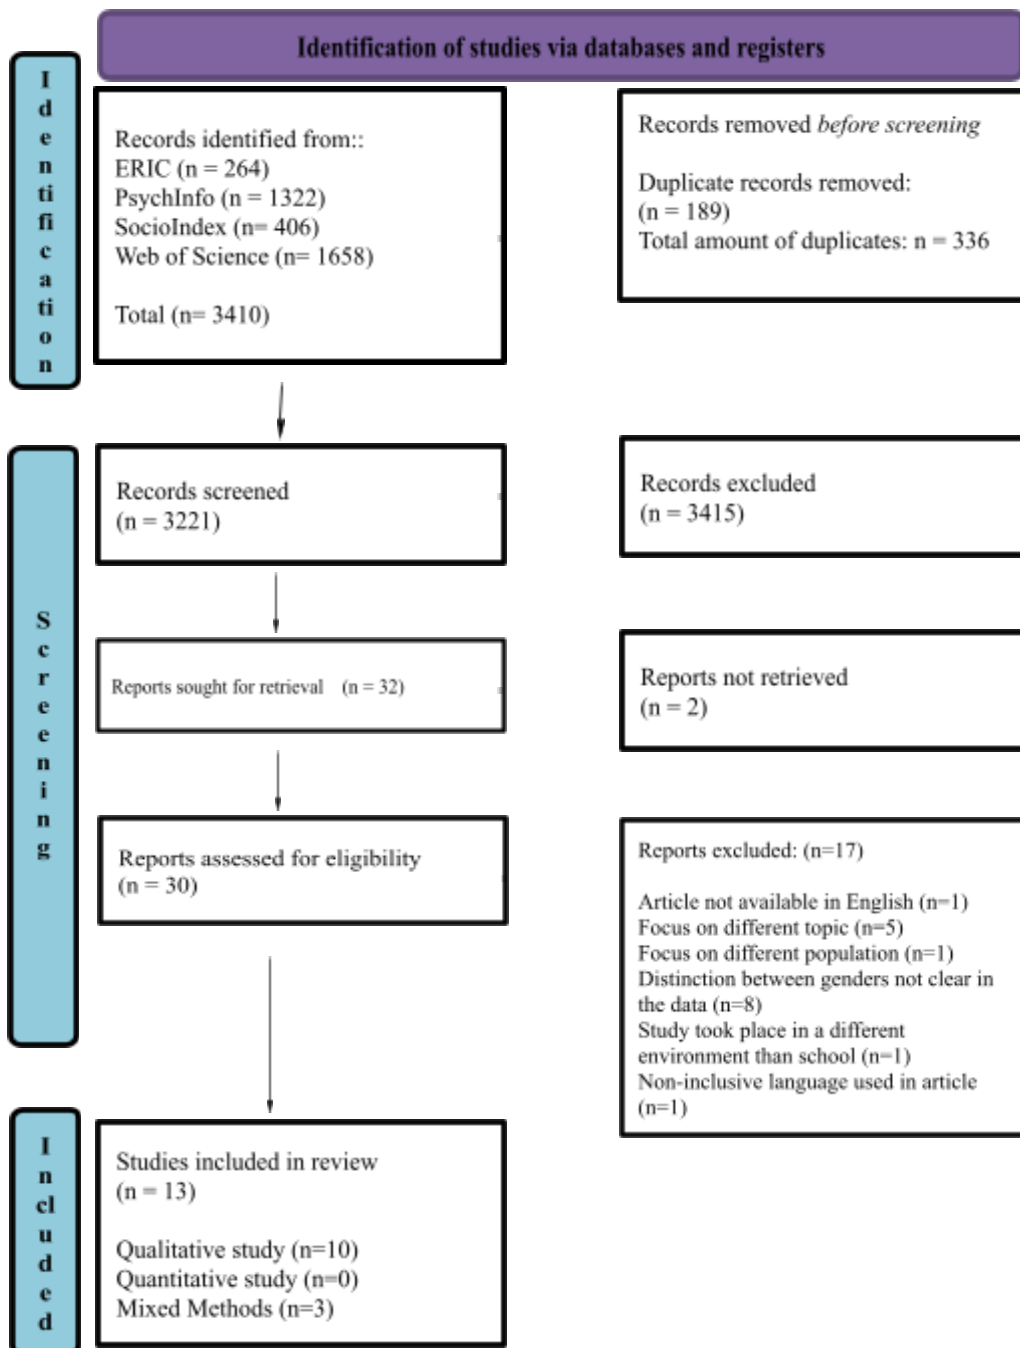 Identification of studies via databases and registers
Identification
Records identified from::
ERIC (n = 264)
PsychInfo (n = 1322)
SocioIndex (n= 406)
Web of Science (n= 1658)
Total (n= 3410)
Records removed before screening
Duplicate records removed:
(n = 189)
Total amount of duplicates: n = 336
Screening
Records screened
(n = 3221)
Records excluded
(n = 3415)
Reports sought for retrieval (n = 32)
Reports not retrieved
(n = 2)
Reports assessed for eligibility
(n = 30)
Reports excluded: (n=17)
Article not available in English (n=1)
Focus on different topic (n=5)
Focus on different population (n=1)
Distinction between genders not clear in
the data (n=8)
Study took place in a different
environment than school (n=1)
Non-inclusive language used in article
(n=1)
Included
Studies included in review
(n = 13)
Qualitative study (n=10)
Quantitative study (n=0)
Mixed Methods (n=3)